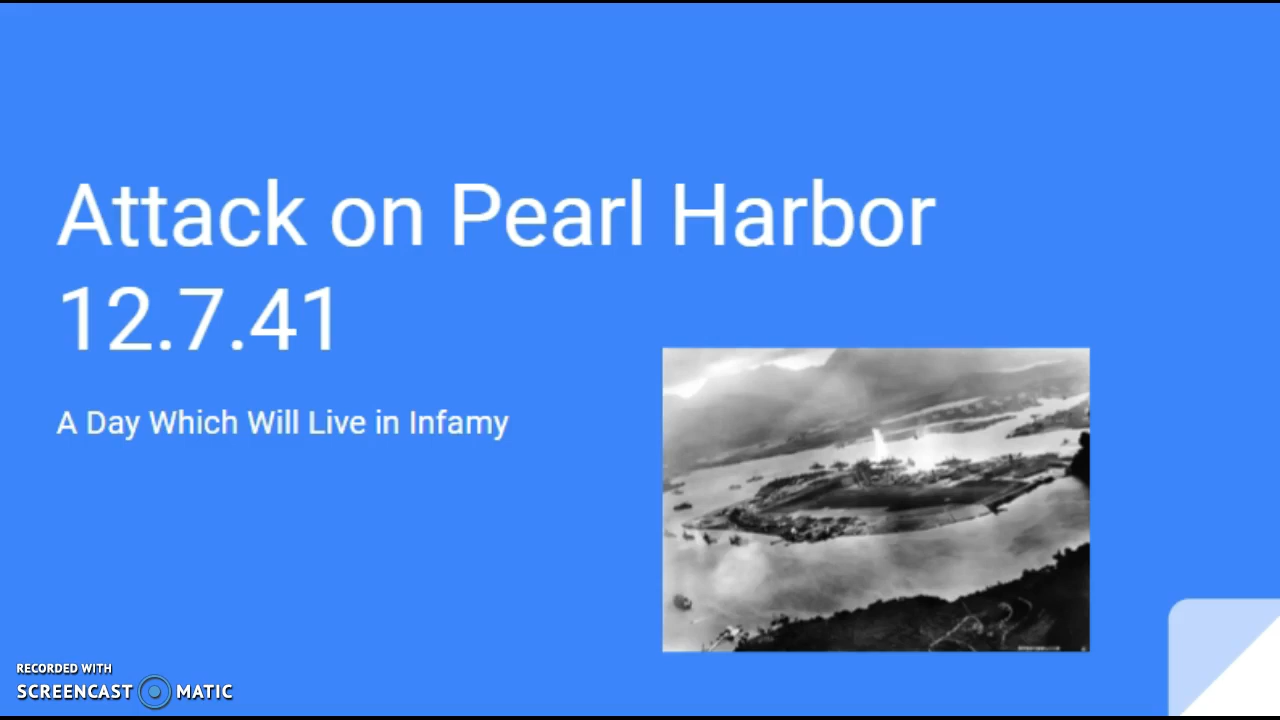 Attack on Pearl Harbor
12.7.41
A Day Which Will Live in Infamy
RECORDED WITH
SCREENCAST MATIC